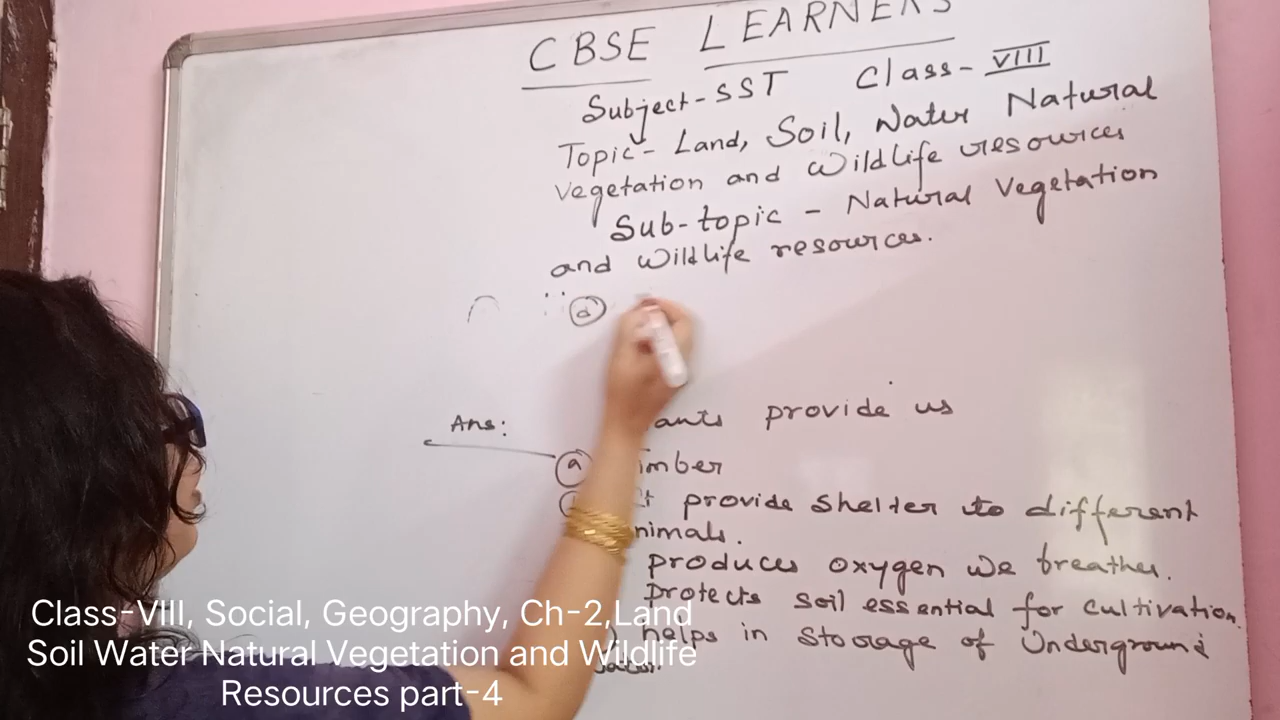 CBSE LEARNERS
Subject-SST Class-VIII
Topic- Land, Soil, Water Natural
Vegetation and Wildlife resources
Sub-topic - Natural Vegetation
and Wildlife resources.
Ans: provide us
a
provide shelter to different
produces oxygen we breathe.
protects soil essential for cultivation.
helps in storage of Underground
Class-VIII, Social, Geography, Ch-2,Land
Soil Water Natural Vegetation and Wildlife
Resources part-4